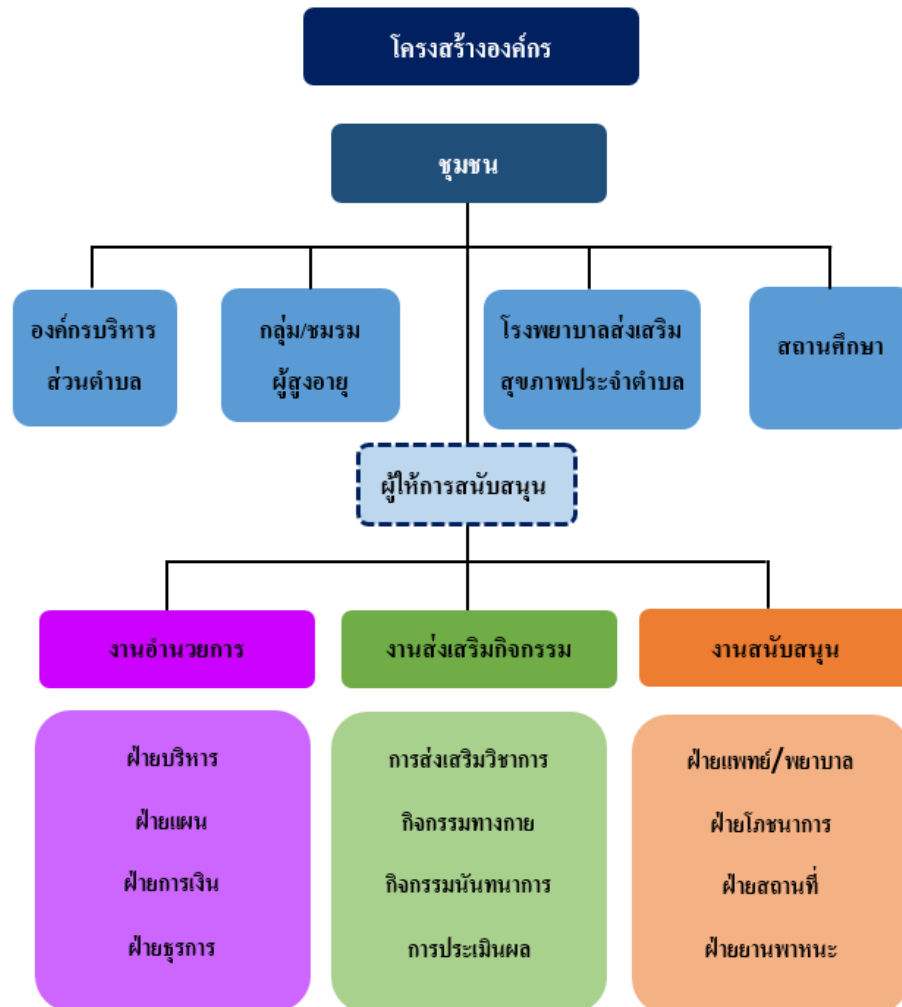 โครงสร้างองค์กร
ชุมชน
องค์กรบริหาร
ส่วนตำบล
กลุ่ม/ชมรม
ผู้สูงอายุ
โรงพยาบาลส่งเสริม
สุขภาพประจำตำบล
สถานศึกษา
ผู้ให้การสนับสนุน
งานอำนวยการ
งานส่งเสริมกิจกรรม
งานสนับสนุน
ฝ่ายบริหาร
ฝ่ายแผน
ฝ่ายการเงิน
ฝ่ายธุรการ
การส่งเสริมวิชาการ
กิจกรรมทางกาย
กิจกรรมนันทนาการ
การประเมินผล
ฝ่ายแพทย์/พยาบาล
ฝ่ายโภชนาการ
ฝ่ายสถานที่
ฝ่ายยานพาหนะ